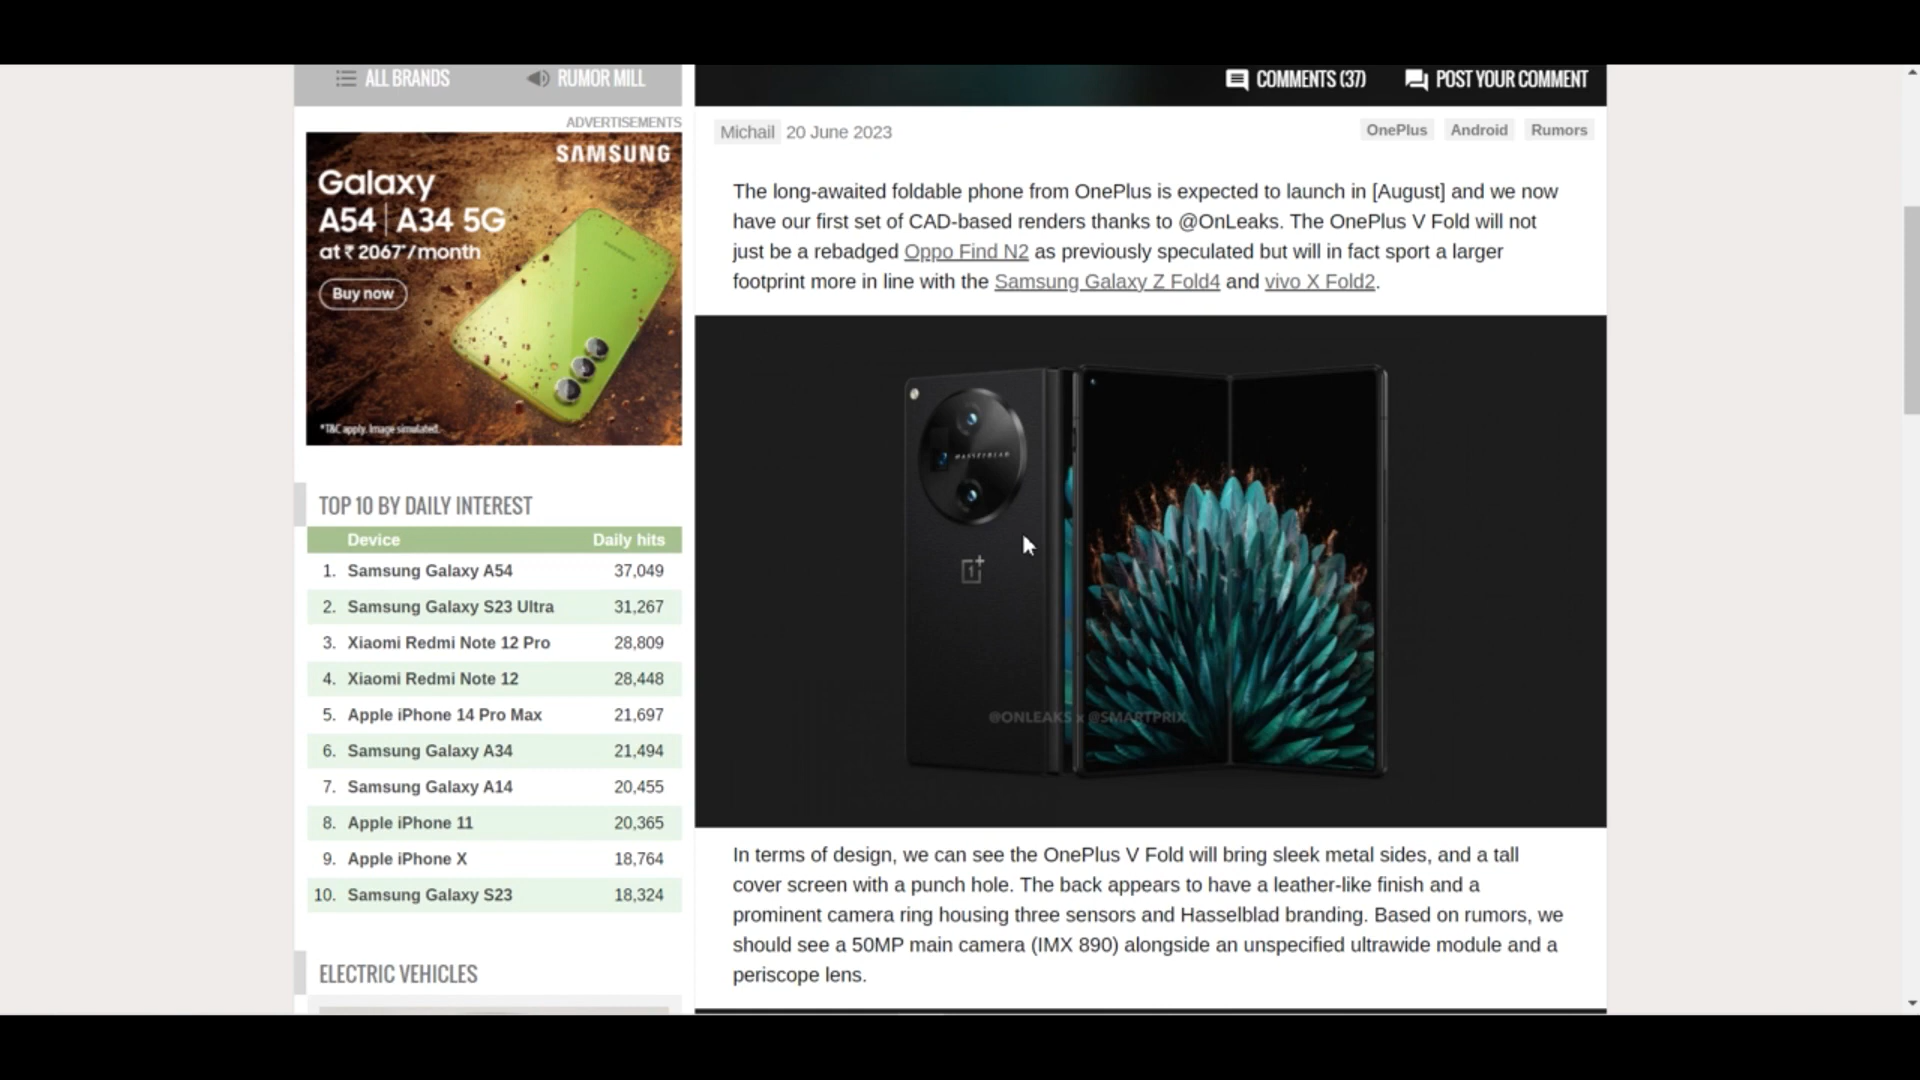 ALL BRANDS
RUMOR MILL
ADVERTISEMENTS
SAMSUNG
Galaxy
A54 | A34 5G
at ₹ 2067*/month
Buy now
*T&C apply. Image simulated.
TOP 10 BY DAILY INTEREST
Device Daily hits
1. Samsung Galaxy A54 37,049
2. Samsung Galaxy S23 Ultra 31,267
3. Xiaomi Redmi Note 12 Pro 28,809
4. Xiaomi Redmi Note 12 28,448
5. Apple iPhone 14 Pro Max 21,697
6. Samsung Galaxy A34 21,494
7. Samsung Galaxy A14 20,455
8. Apple iPhone 11 20,365
9. Apple iPhone X 18,764
10. Samsung Galaxy S23 18,324
ELECTRIC VEHICLES
COMMENTS (37)
POST YOUR COMMENT
Michail 20 June 2023
OnePlus Android Rumors
The long-awaited foldable phone from OnePlus is expected to launch in [August] and we now
have our first set of CAD-based renders thanks to @OnLeaks. The OnePlus V Fold will not
just be a rebadged Oppo Find N2 as previously speculated but will in fact sport a larger
footprint more in line with the Samsung Galaxy Z Fold4 and vivo X Fold2.
HASSELBLAD
@ONLEAKS x @SMARTPRIX
In terms of design, we can see the OnePlus V Fold will bring sleek metal sides, and a tall
cover screen with a punch hole. The back appears to have a leather-like finish and a
prominent camera ring housing three sensors and Hasselblad branding. Based on rumors, we
should see a 50MP main camera (IMX 890) alongside an unspecified ultrawide module and a
periscope lens.